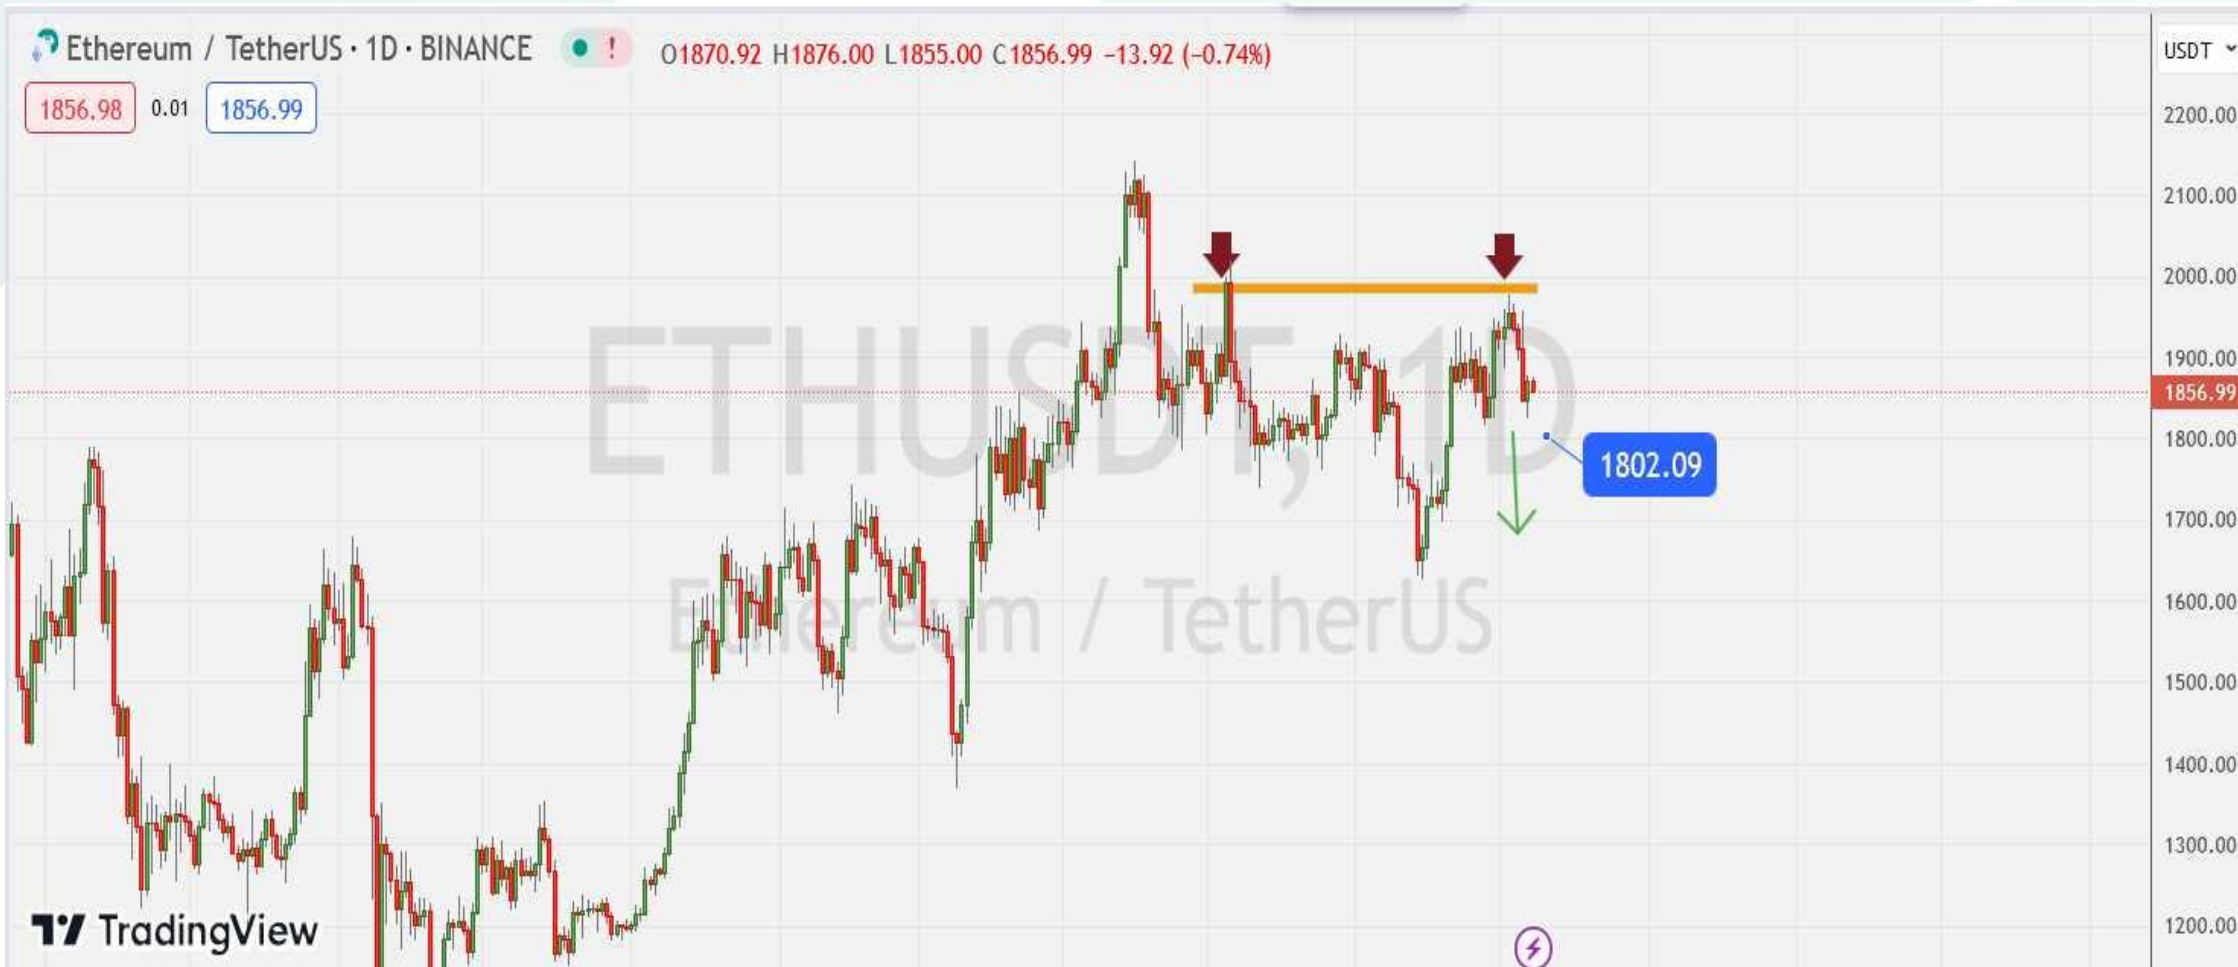 Ethereum / TetherUS · 1D · BINANCE ! O1870.92 H1876.00 L1855.00 C1856.99 −13.92 (−0.74%)
USDT
1856.98 0.01 1856.99
2200.00
2100.00
2000.00
1900.00
1856.99
1800.00
1700.00
1600.00
1500.00
1400.00
1300.00
1200.00
ETHUSDT, 1D
Ethereum / TetherUS
1802.09
TradingView